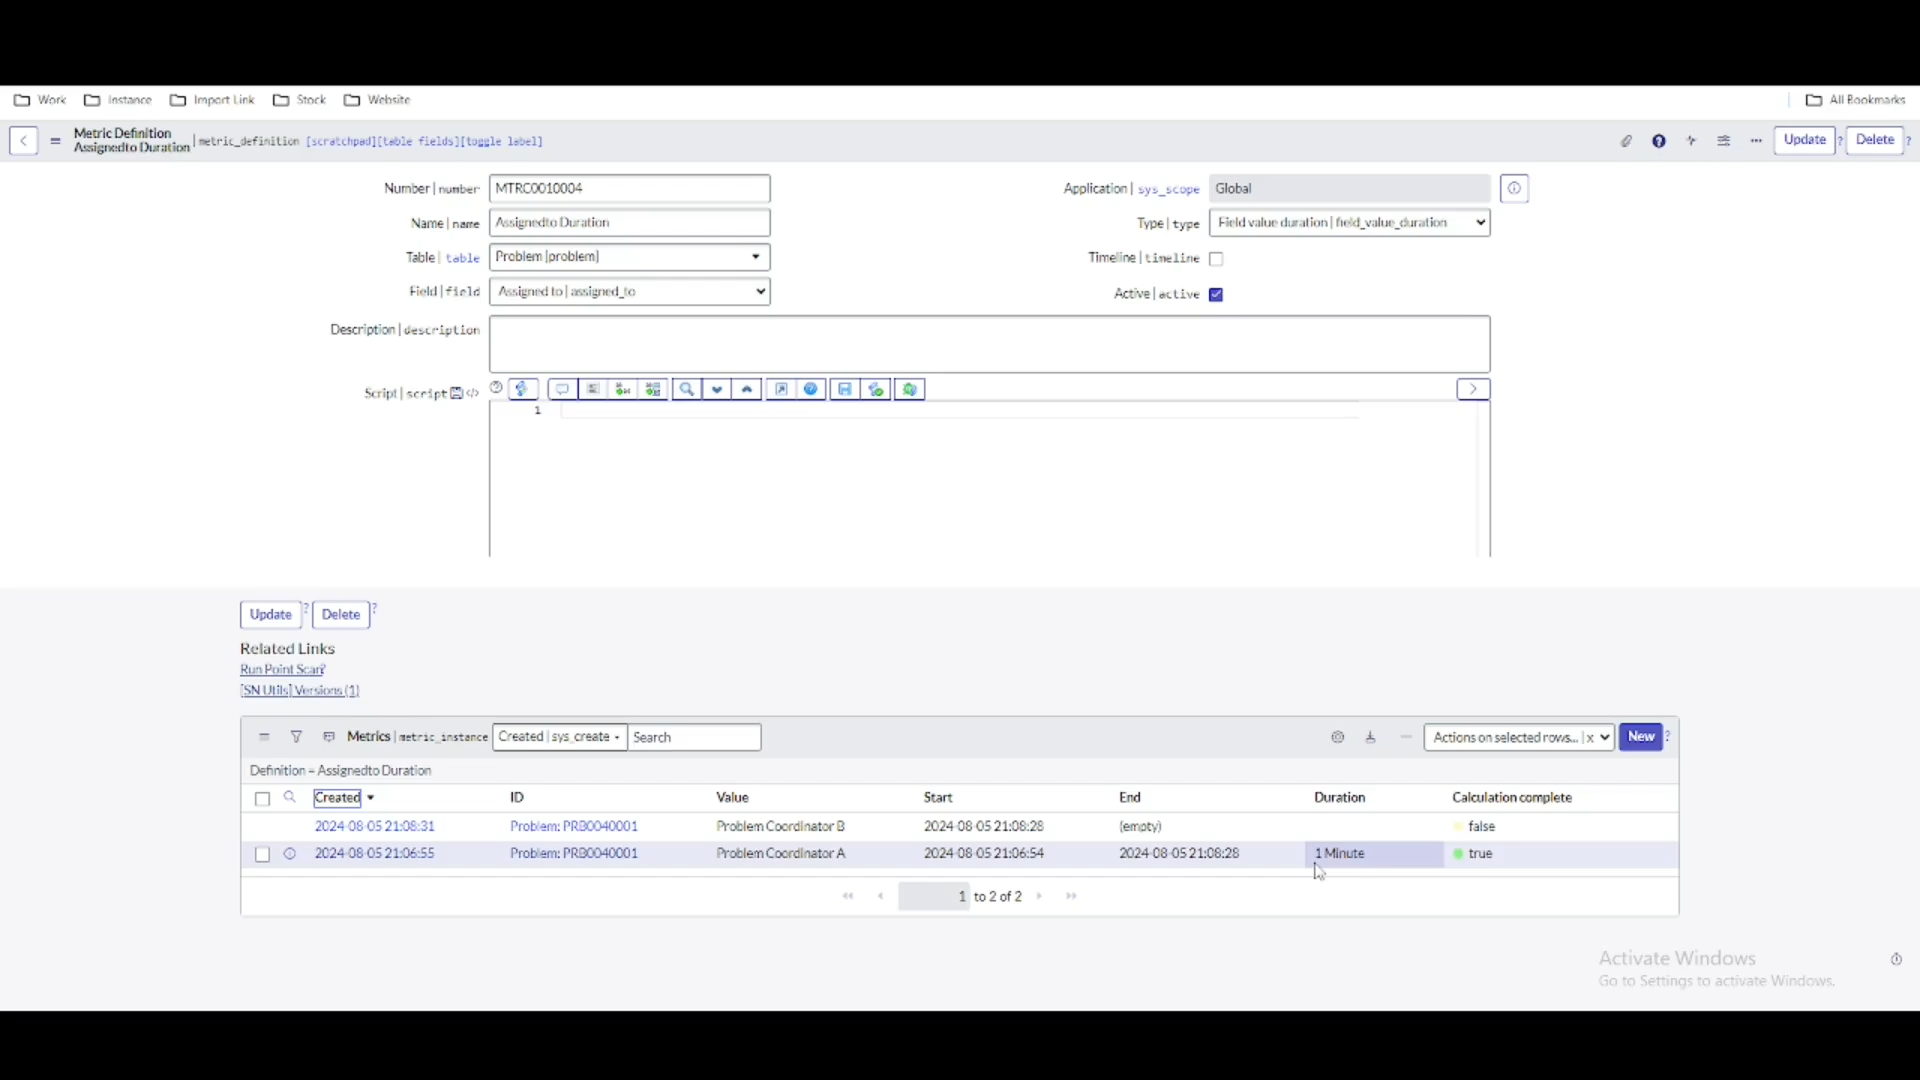 Work Instance Import Link Stock Website All Bookmarks
Metric Definition
Assignedto Duration | metric_definition [scratchpad][table fields][toggle label] Update ? Delete ?
Number | number MTRC0010004 Application | sys_scope Global
Name | name Assignedto Duration Type | type Field value duration | field_value_duration
Table | table Problem [problem] Timeline | timeline
Field | field Assigned to | assigned_to Active | active
Description | description
Script | script </>
1
Update ? Delete ?
Related Links
Run Point Scan ?
[SN Utils] Versions (1)
Metrics | metric_instance Created | sys_create Search Actions on selected rows... | x New ?
Definition = Assignedto Duration
Created ID Value Start End Duration Calculation complete
2024-08-05 21:08:31 Problem: PRB0040001 Problem Coordinator B 2024-08-05 21:08:28 (empty) false
2024-08-05 21:06:55 Problem: PRB0040001 Problem Coordinator A 2024-08-05 21:06:54 2024-08-05 21:08:28 1 Minute true
1 to 2 of 2
Activate Windows
Go to Settings to activate Windows.